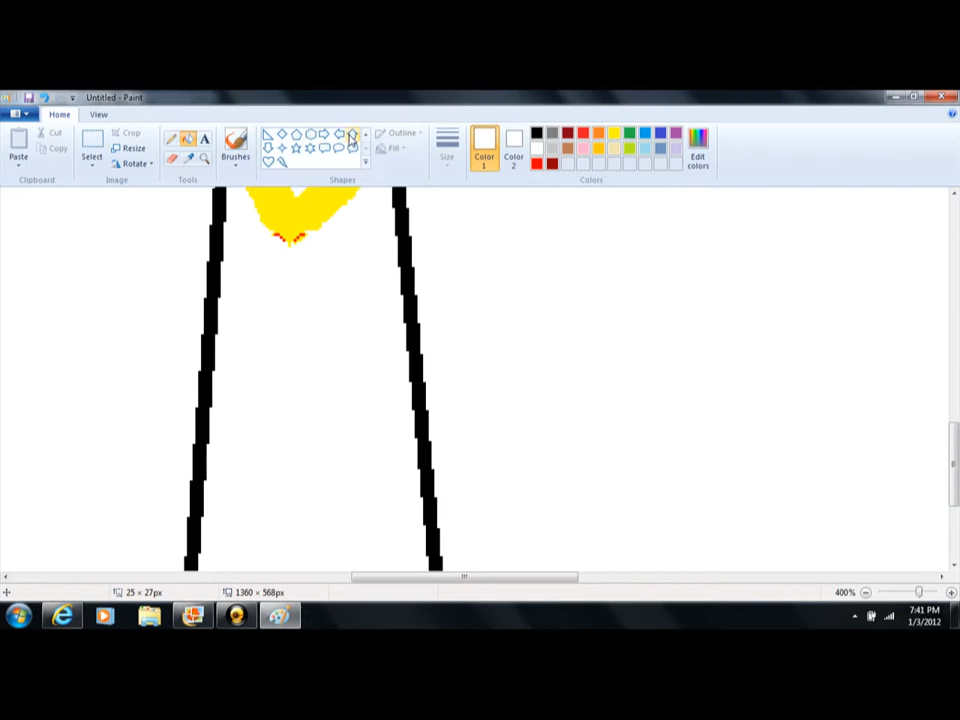 Untitled - Paint
Home View
Cut
Copy
Paste
Clipboard
Crop
Resize
Rotate
Select
Image
A
Tools
Brushes
Outline
Fill
Shapes
Size
Color 1
Color 2
Edit colors
Colors
25 × 27px
1360 × 568px
400%
7:41 PM
1/3/2012